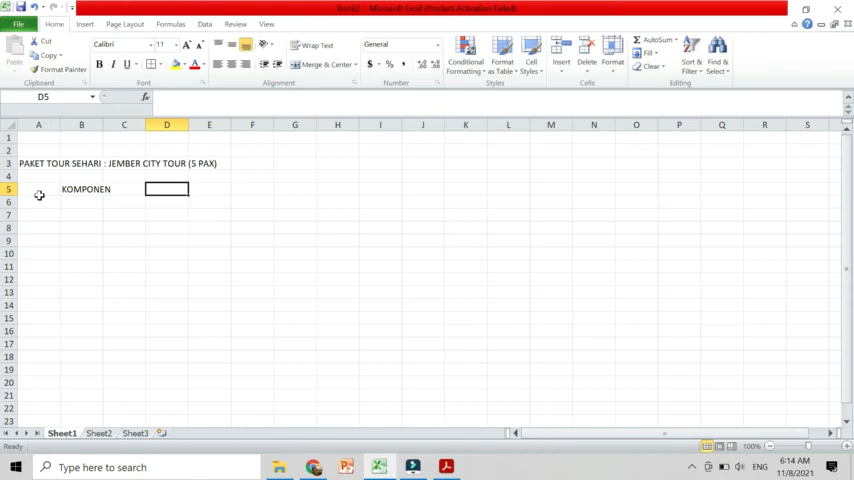 Book2 - Microsoft Excel (Product Activation Failed)
File Home Insert Page Layout Formulas Data Review View
Paste
Cut
Copy
Format Painter
Clipboard
Calibri 11
B I U
Font
Wrap Text
Merge & Center
Alignment
General
$ % ,
Number
Conditional Formatting
Format as Table
Cell Styles
Styles
Insert Delete Format
Cells
AutoSum
Fill
Clear
Sort & Filter
Find & Select
Editing
D5 fx
A B C D E F G H I J K L M N O P Q R S
1
2
3 PAKET TOUR SEHARI : JEMBER CITY TOUR (5 PAX)
4
5 KOMPONEN
6
7
8
9
10
11
12
13
14
15
16
17
18
19
20
21
22
23
Sheet1 Sheet2 Sheet3
Ready 100%
Type here to search
ENG
6:14 AM
11/8/2021